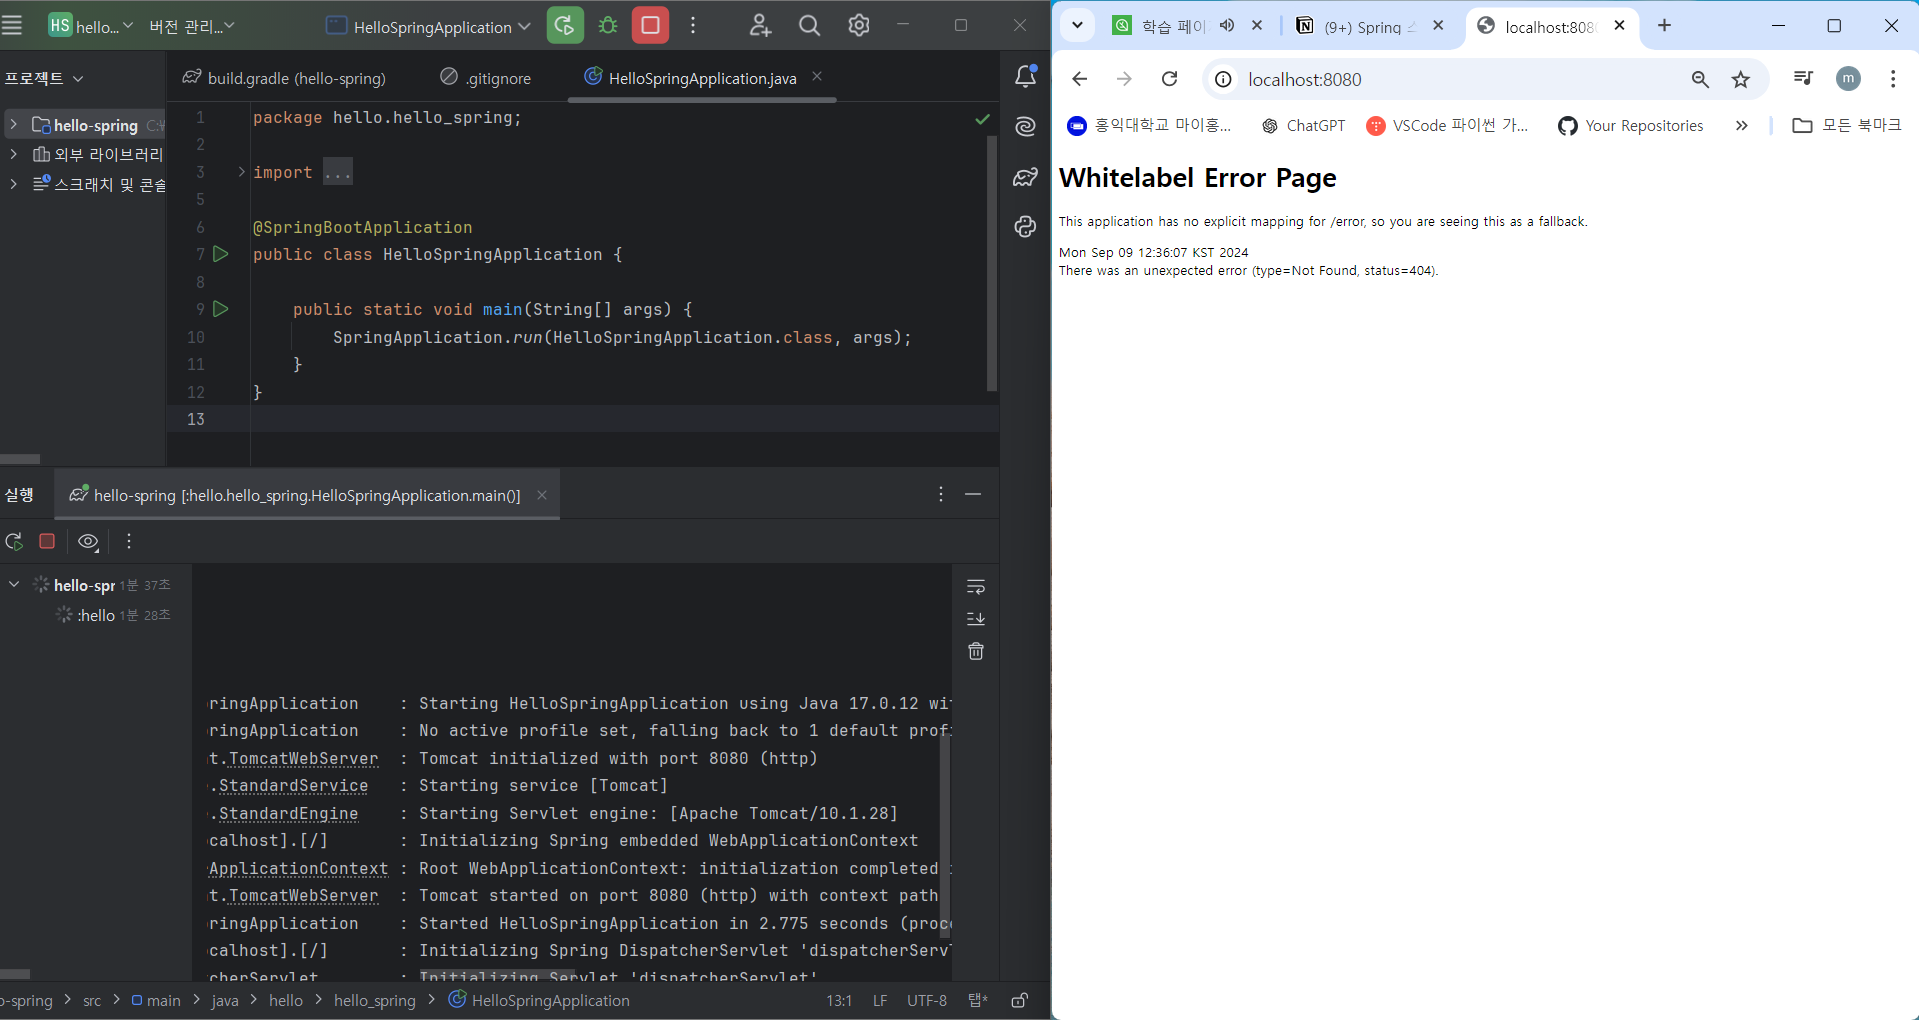 HS hello... 버전 관리... HelloSpringApplication
프로젝트
build.gradle (hello-spring) .gitignore HelloSpringApplication.java
hello-spring
외부 라이브러리
스크래치 및 콘솔
1 package hello.hello_spring;
2
3 import ...
5
6 @SpringBootApplication
7 public class HelloSpringApplication {
8
9 public static void main(String[] args) {
10 SpringApplication.run(HelloSpringApplication.class, args);
11 }
12 }
13
실행 hello-spring [:hello.hello_spring.HelloSpringApplication.main()]
hello-spr 1분 37초
:hello 1분 28초
ringApplication : Starting HelloSpringApplication using Java 17.0.12 wi
ringApplication : No active profile set, falling back to 1 default prof
t.TomcatWebServer : Tomcat initialized with port 8080 (http)
.StandardService : Starting service [Tomcat]
.StandardEngine : Starting Servlet engine: [Apache Tomcat/10.1.28]
calhost].[/] : Initializing Spring embedded WebApplicationContext
ApplicationContext : Root WebApplicationContext: initialization completed
t.TomcatWebServer : Tomcat started on port 8080 (http) with context path
ringApplication : Started HelloSpringApplication in 2.775 seconds (proc
calhost].[/] : Initializing Spring DispatcherServlet 'dispatcherServl
tcherServlet : Initializing Servlet 'dispatcherServlet'
o-spring > src > main > java > hello > hello_spring > HelloSpringApplication 13:1 LF UTF-8 탭*
학습 페이 (9+) Spring localhost:808
localhost:8080 m
홍익대학교 마이홍... ChatGPT VSCode 파이썬 가... Your Repositories 모든 북마크
Whitelabel Error Page
This application has no explicit mapping for /error, so you are seeing this as a fallback.
Mon Sep 09 12:36:07 KST 2024
There was an unexpected error (type=Not Found, status=404).